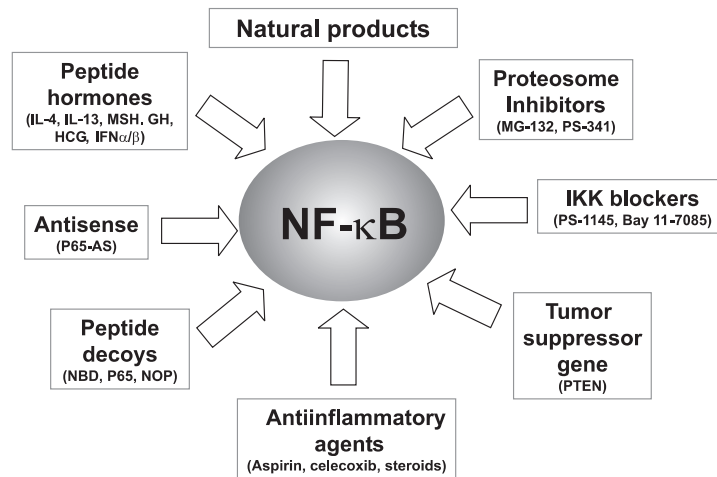 Natural products
Peptide
hormones
(IL-4, IL-13, MSH. GH,
HCG, IFNα/β)
Proteosome
Inhibitors
(MG-132, PS-341)
NF-κB
Antisense
(P65-AS)
IKK blockers
(PS-1145, Bay 11-7085)
Peptide
decoys
(NBD, P65, NOP)
Tumor
suppressor
gene
(PTEN)
Antiinflammatory
agents
(Aspirin, celecoxib, steroids)